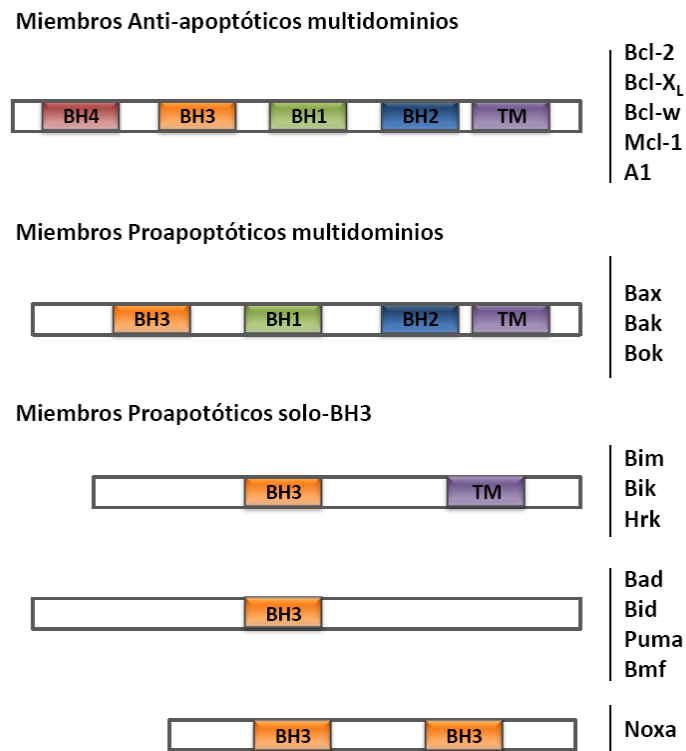 Miembros Anti-apoptóticos multidominios
BH4 BH3 BH1 BH2 TM
Bcl-2
Bcl-XL
Bcl-w
Mcl-1
A1
Miembros Proapoptóticos multidominios
BH3 BH1 BH2 TM
Bax
Bak
Bok
Miembros Proapotóticos solo-BH3
BH3 TM
Bim
Bik
Hrk
BH3
Bad
Bid
Puma
Bmf
BH3 BH3
Noxa